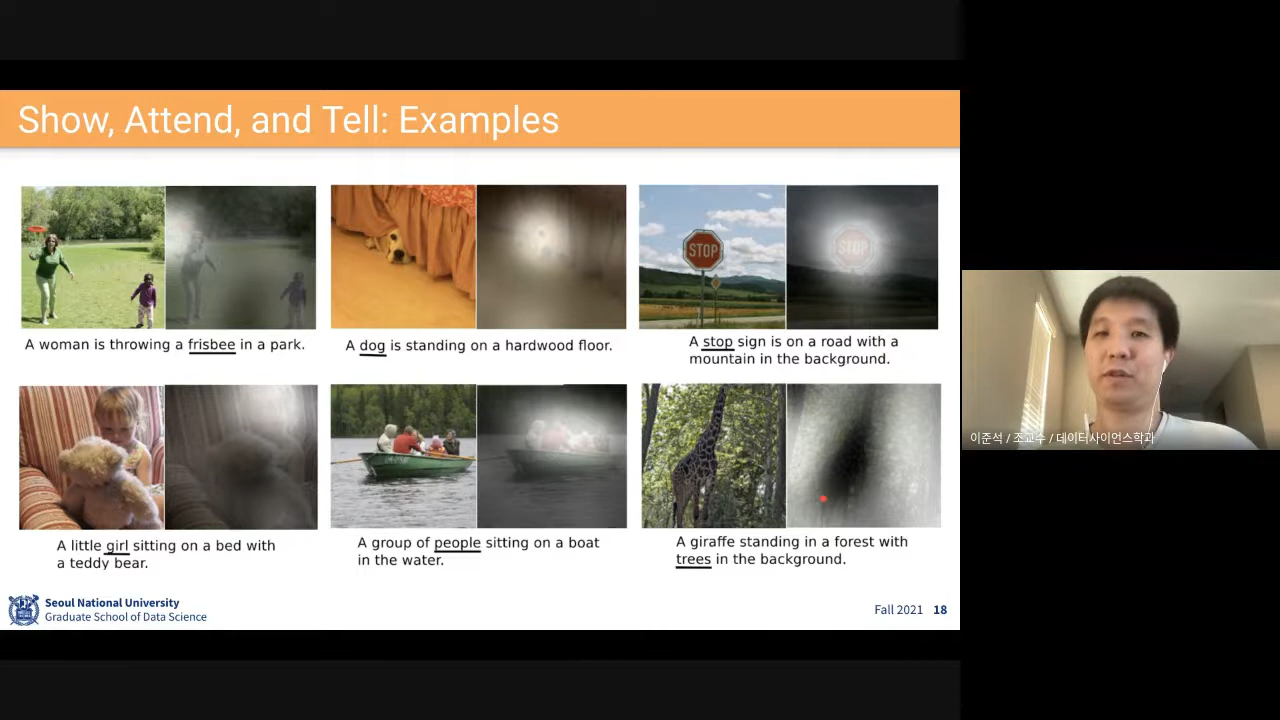 Show, Attend, and Tell: Examples
STOP
STOP
A woman is throwing a frisbee in a park.
A dog is standing on a hardwood floor.
A stop sign is on a road with a
mountain in the background.
A little girl sitting on a bed with
a teddy bear.
A group of people sitting on a boat
in the water.
A giraffe standing in a forest with
trees in the background.
Seoul National University
Graduate School of Data Science
Fall 2021 18
이준석 / 조교수 / 데이터사이언스학과